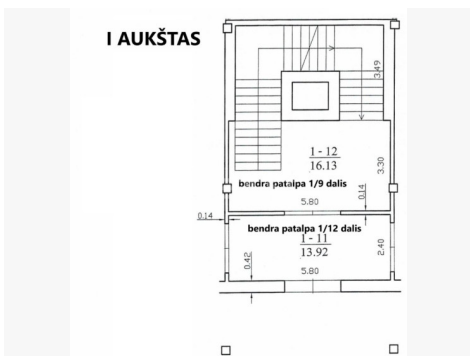 I AUKŠTAS
3.49
1 - 12
16.13
3.30
bendra pataipa 1/9 dalis
0.14
5.80
0.14
bendra patalpa 1/12 dalis
1 - 11
13.92
2.40
0.42
5.80